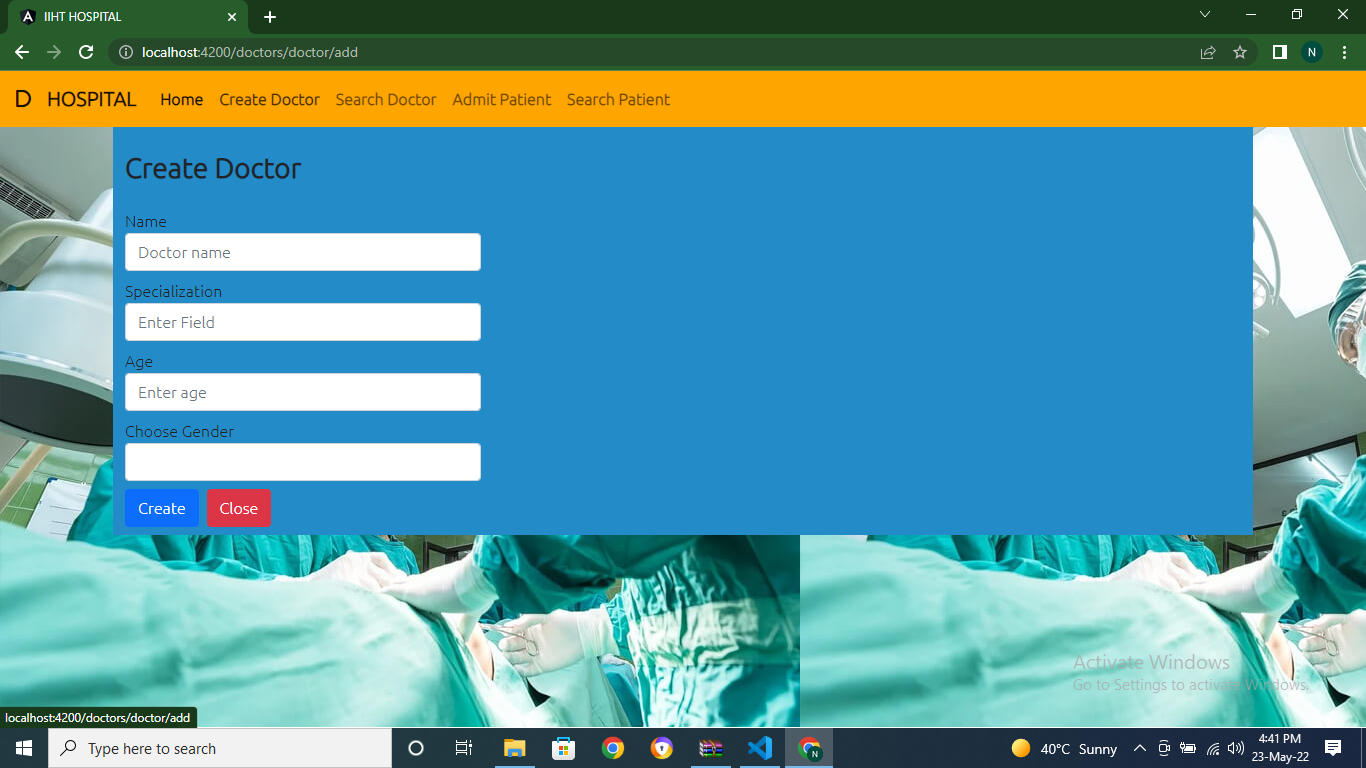 IIHT HOSPITAL
localhost:4200/doctors/doctor/add
N
D HOSPITAL Home Create Doctor Search Doctor Admit Patient Search Patient
Create Doctor
Name
Doctor name
Specialization
Enter Field
Age
Enter age
Choose Gender
Create Close
Activate Windows
Go to Settings to activate Windows.
localhost:4200/doctors/doctor/add
Type here to search
N
40°C Sunny
4:41 PM
23-May-22